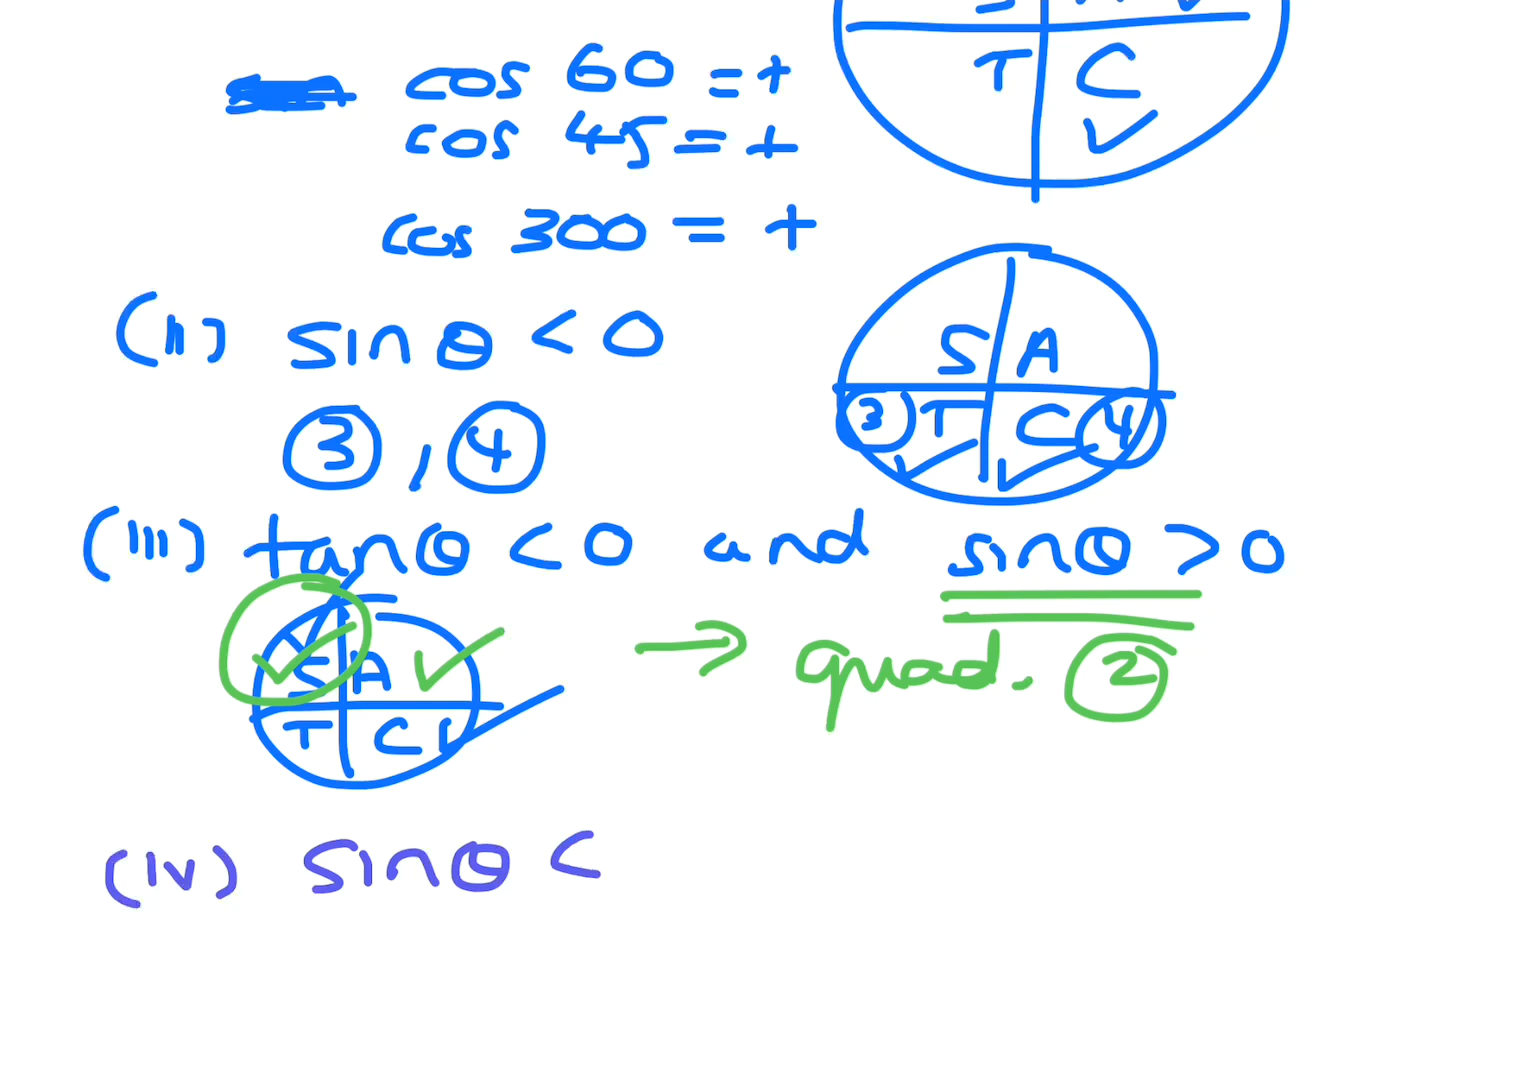 T C
cos 60 = +
cos 45 = +
cos 300 = +
(ii) sin θ < 0
S A
③ T C ④
③ , ④
(iii) tan θ < 0 and sin θ > 0
S A
T C
→ quad. ②
(iv) sin θ <